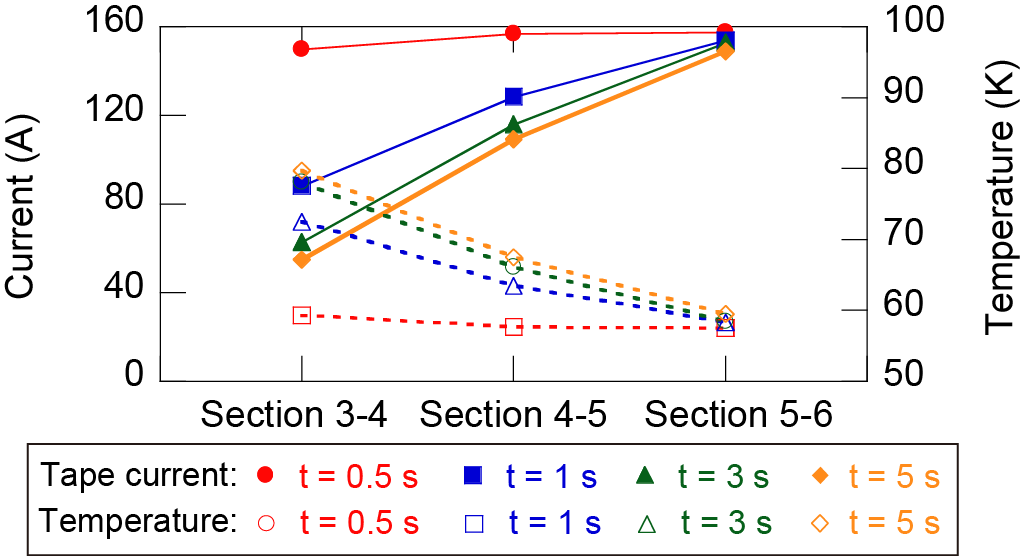 160
120
80
40
0
Current (A)
100
90
80
70
60
50
Temperature (K)
Section 3-4 Section 4-5 Section 5-6
Tape current: t = 0.5 s t = 1 s t = 3 s t = 5 s
Temperature: t = 0.5 s t = 1 s t = 3 s t = 5 s